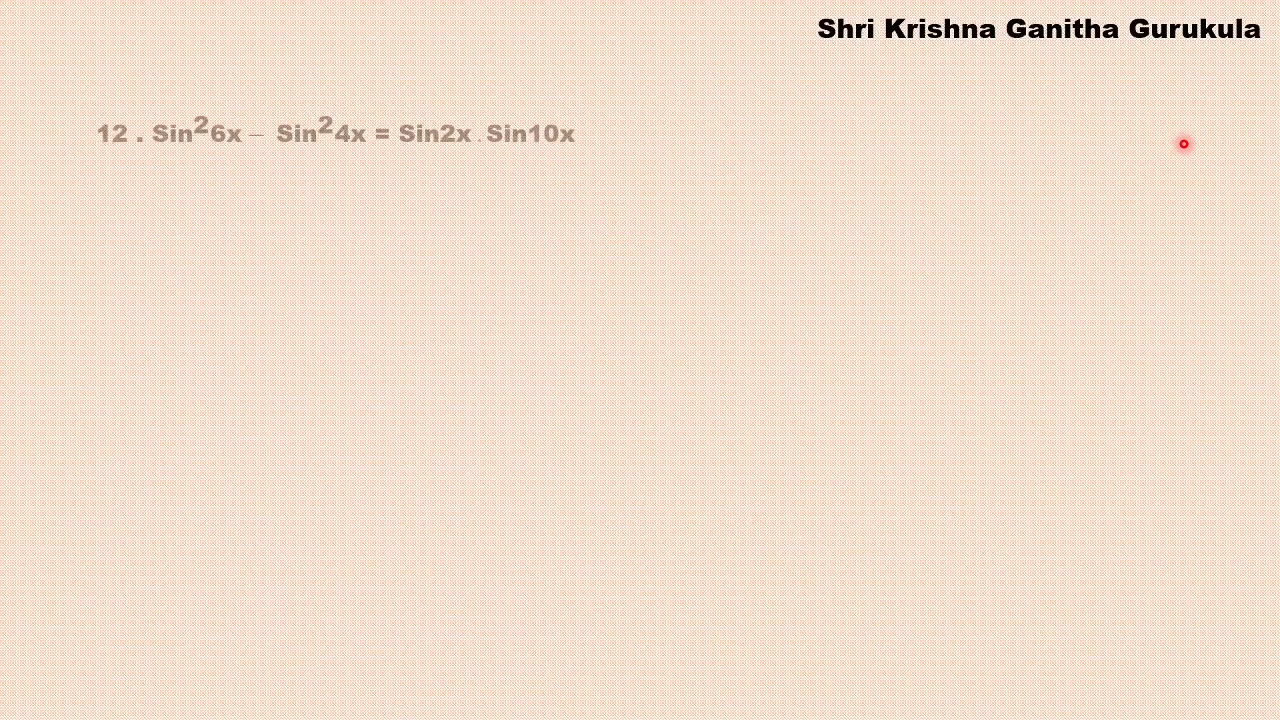 Shri Krishna Ganitha Gurukula
12 . Sin²6x – Sin²4x = Sin2x . Sin10x